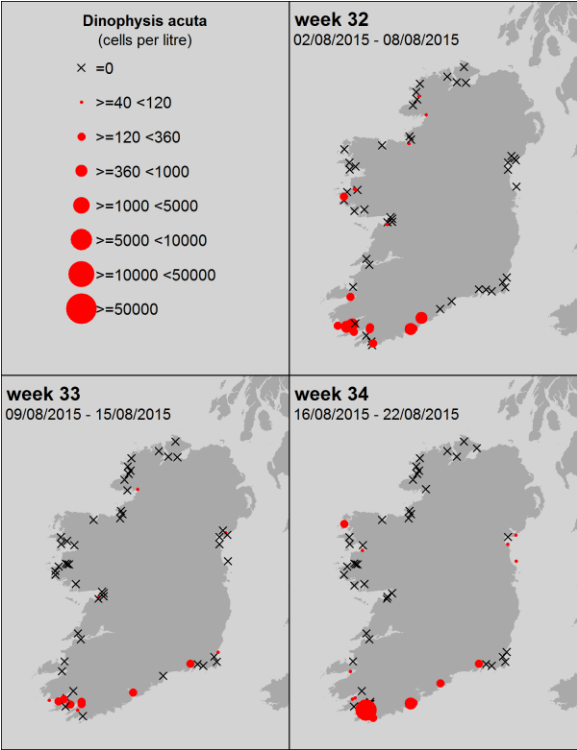 Dinophysis acuta
(cells per litre)
=0
>=40 <120
>=120 <360
>=360 <1000
>=1000 <5000
>=5000 <10000
>=10000 <50000
>=50000
week 32
02/08/2015 - 08/08/2015
week 33
09/08/2015 - 15/08/2015
week 34
16/08/2015 - 22/08/2015